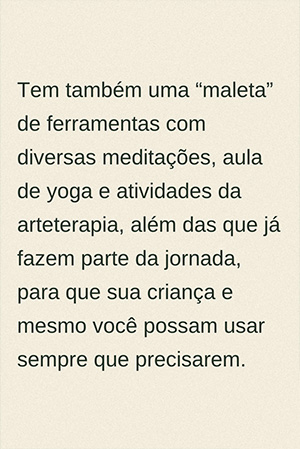 Tem também uma “maleta”
de ferramentas com
diversas meditações, aula
de yoga e atividades da
arteterapia, além das que já
fazem parte da jornada,
para que sua criança e
mesmo você possam usar
sempre que precisarem.